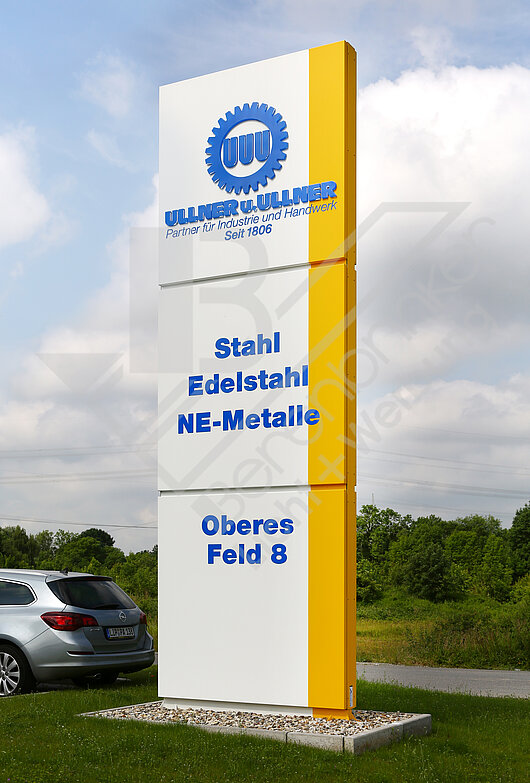 UUU
ULLNER u. ULLNER
Partner für Industrie und Handwerk
Seit 1806
Stahl
Edelstahl
NE-Metalle
Oberes
Feld 8